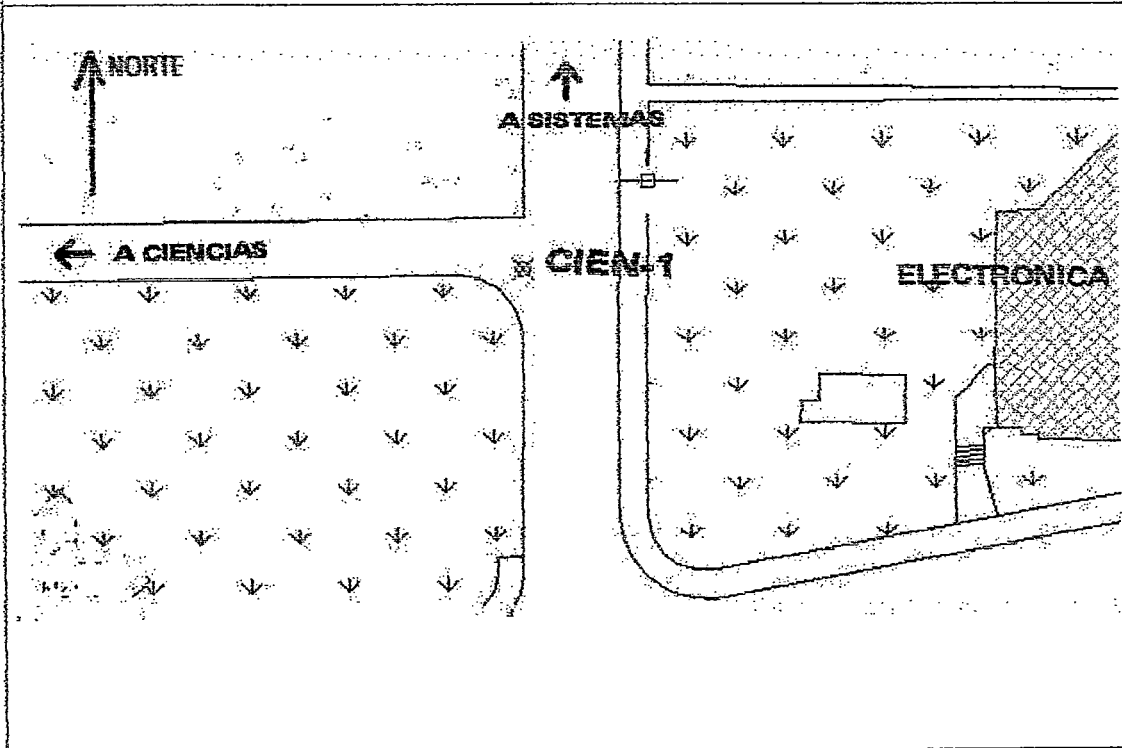 NORTE
A SISTEMAS
A CIENCIAS
CIEN-1
ELECTRONICA